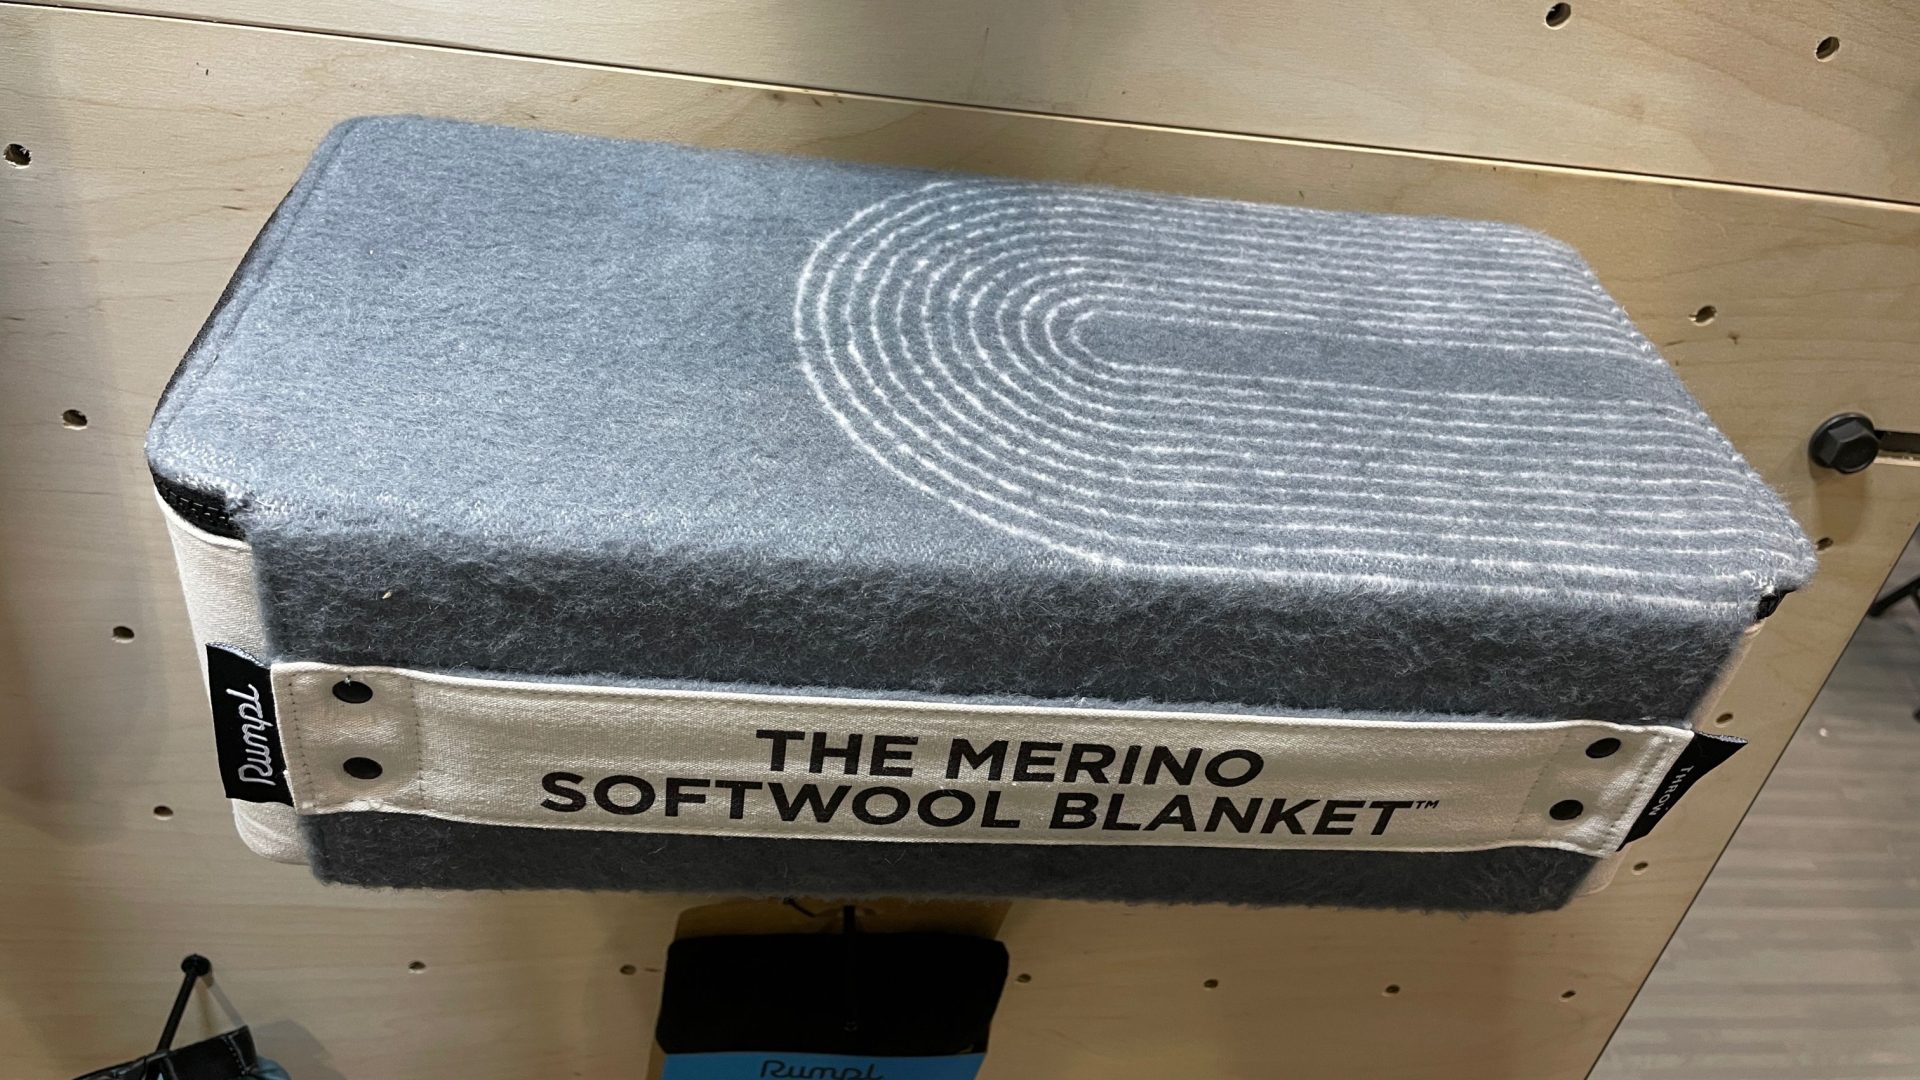 Rumpl
THE MERINO
SOFTWOOL BLANKET™
THROW
Rumpl